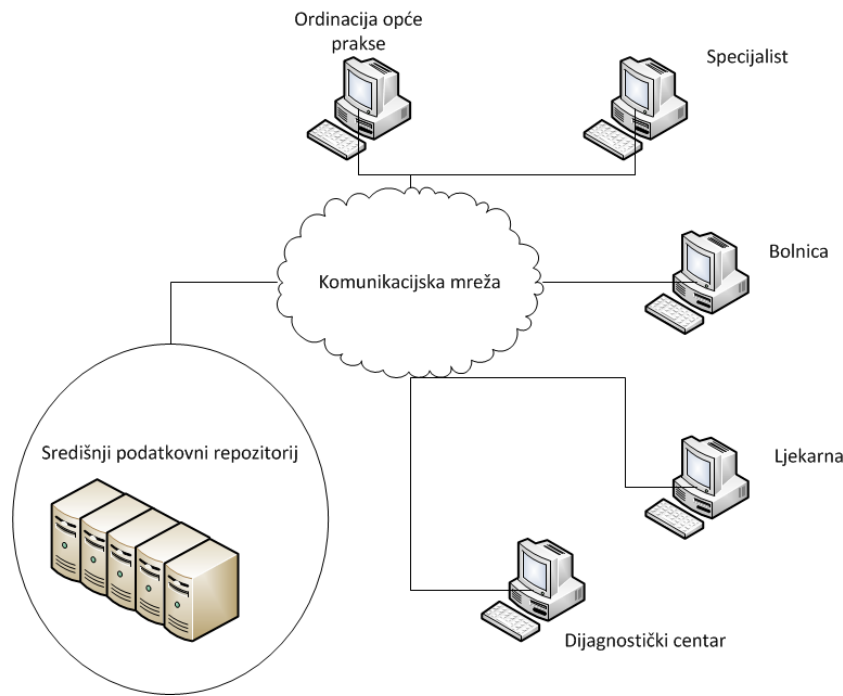 Ordinacija opće
prakse
Specijalist
Komunikacijska mreža
Bolnica
Središnji podatkovni repozitorij
Ljekarna
Dijagnostički centar